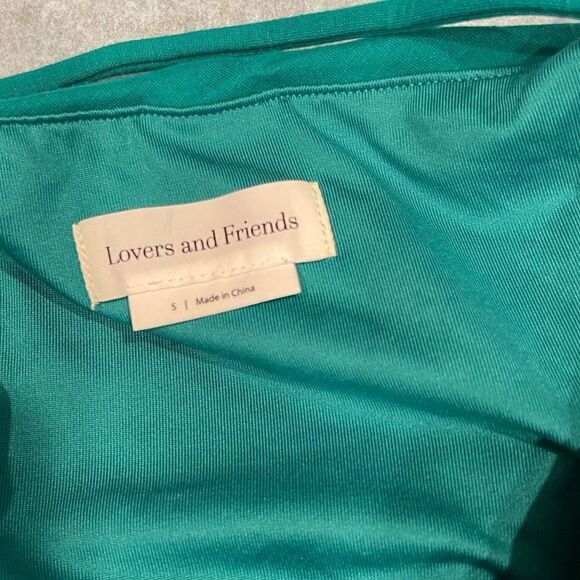 Lovers and Friends
S | Made in China